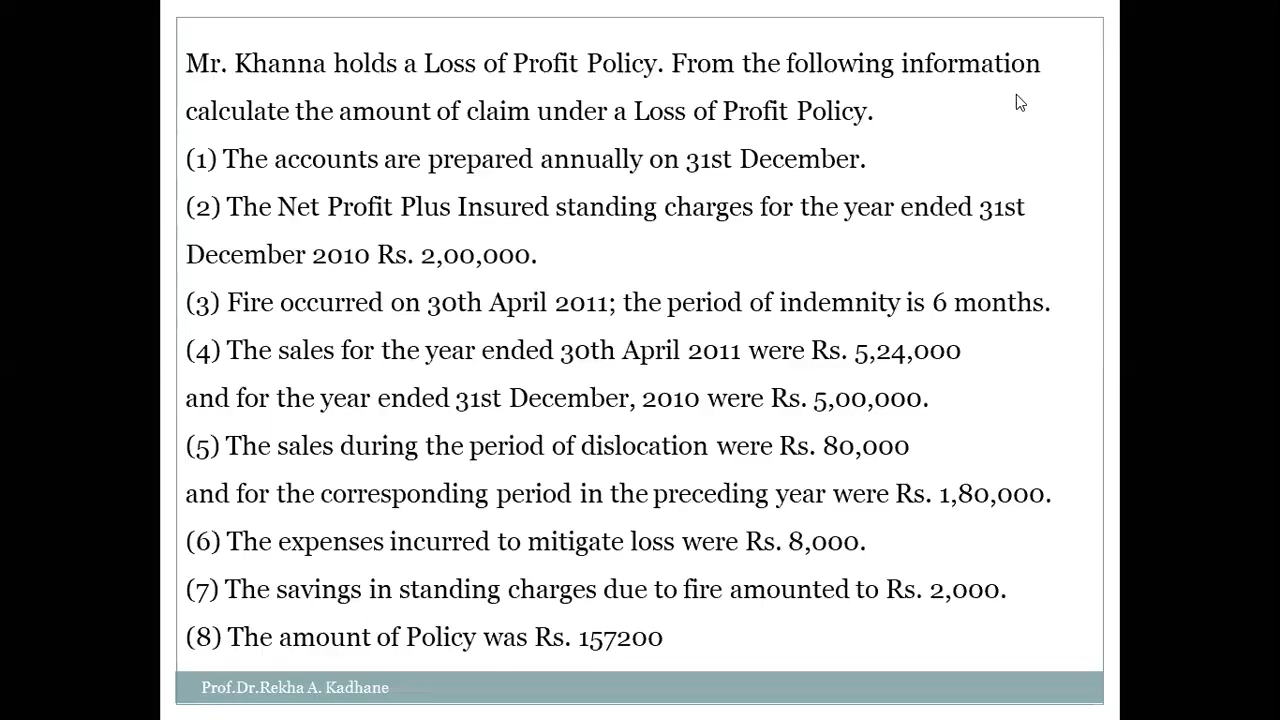 Mr. Khanna holds a Loss of Profit Policy. From the following information
calculate the amount of claim under a Loss of Profit Policy.
(1) The accounts are prepared annually on 31st December.
(2) The Net Profit Plus Insured standing charges for the year ended 31st
December 2010 Rs. 2,00,000.
(3) Fire occurred on 30th April 2011; the period of indemnity is 6 months.
(4) The sales for the year ended 30th April 2011 were Rs. 5,24,000
and for the year ended 31st December, 2010 were Rs. 5,00,000.
(5) The sales during the period of dislocation were Rs. 80,000
and for the corresponding period in the preceding year were Rs. 1,80,000.
(6) The expenses incurred to mitigate loss were Rs. 8,000.
(7) The savings in standing charges due to fire amounted to Rs. 2,000.
(8) The amount of Policy was Rs. 157200
Prof.Dr.Rekha A. Kadhane